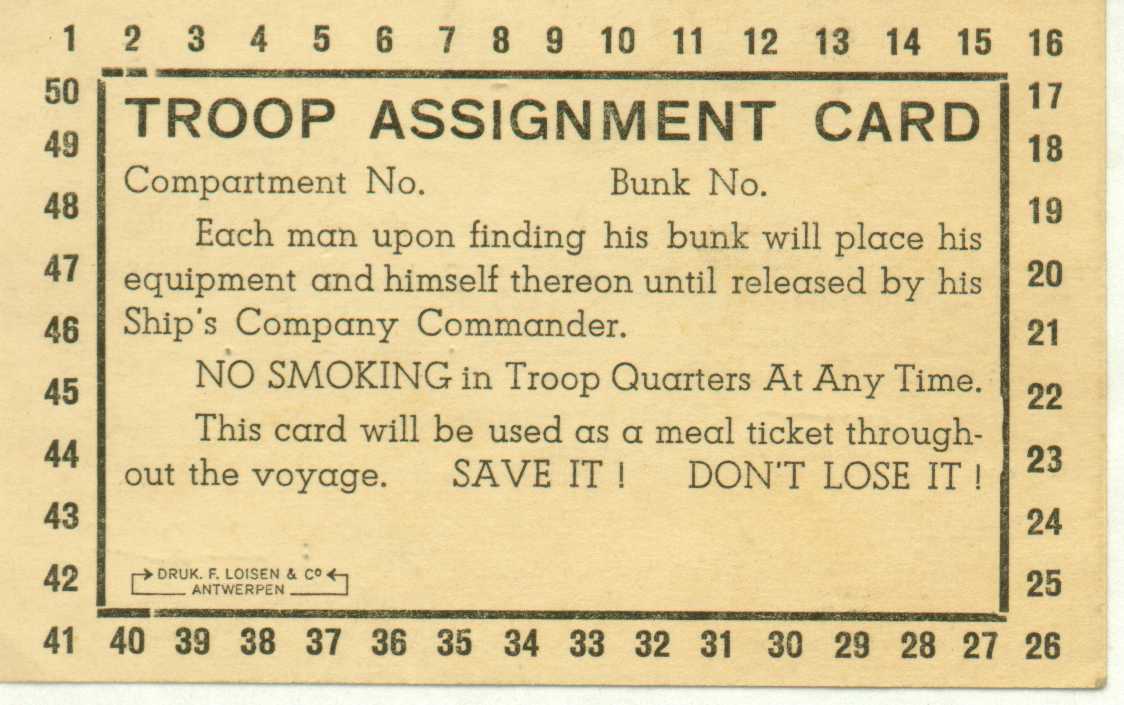 1 2 3 4 5 6 7 8 9 10 11 12 13 14 15 16
50 17
TROOP ASSIGNMENT CARD
49 18
Compartment No. Bunk No.
48 19
Each man upon finding his bunk will place his
47 20
equipment and himself thereon until released by his
46 21
Ship's Company Commander.
45 22
NO SMOKING in Troop Quarters At Any Time.
This card will be used as a meal ticket through-
44 23
out the voyage. SAVE IT ! DON'T LOSE IT !
43 24
42 25
DRUK. F. LOISEN & Cº
ANTWERPEN
41 40 39 38 37 36 35 34 33 32 31 30 29 28 27 26